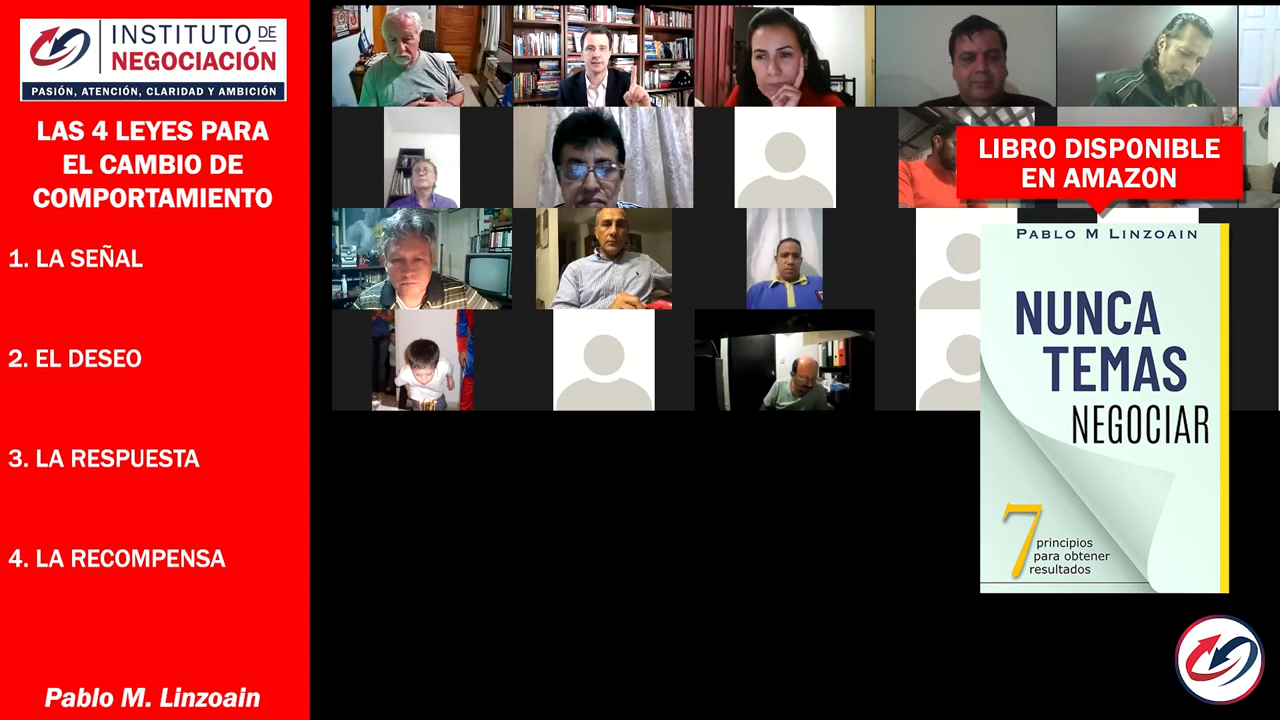 INSTITUTO DE
NEGOCIACIÓN
PASIÓN, ATENCIÓN, CLARIDAD Y AMBICIÓN
LAS 4 LEYES PARA
EL CAMBIO DE
COMPORTAMIENTO
1. LA SEÑAL
2. EL DESEO
3. LA RESPUESTA
4. LA RECOMPENSA
Pablo M. Linzoain
LIBRO DISPONIBLE
EN AMAZON
PABLO M LINZOAIN
NUNCA
TEMAS
NEGOCIAR
7 principios
para obtener
resultados